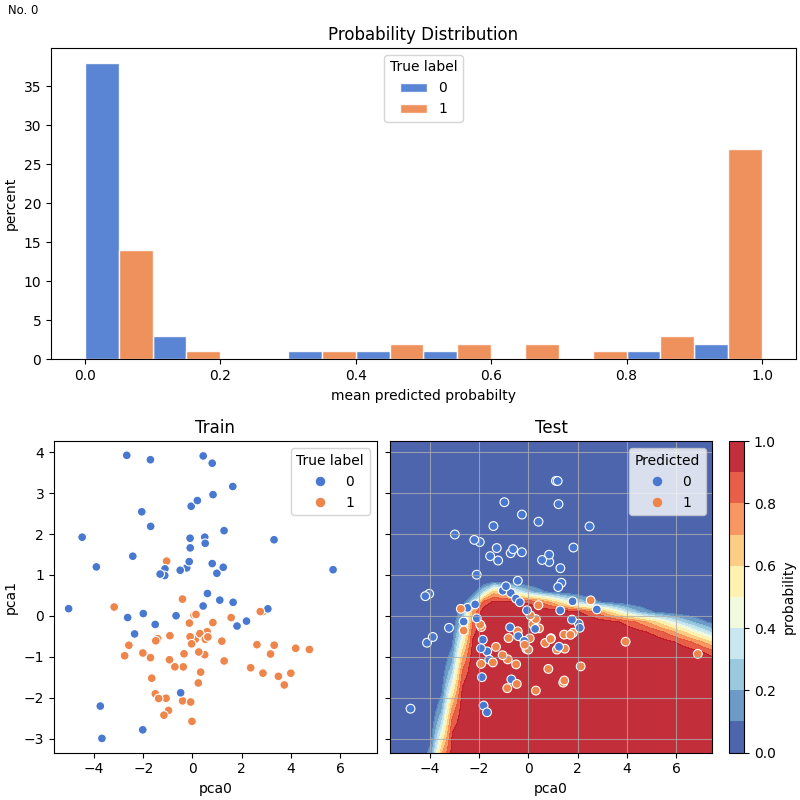 No. 0
Probability Distribution
True label
0
1
percent
35
30
25
20
15
10
5
0
0.0 0.2 0.4 0.6 0.8 1.0
mean predicted probabilty
Train
True label
0
1
pca1
4
3
2
1
0
−1
−2
−3
−4 −2 0 2 4 6
pca0
Test
Predicted
0
1
−4 −2 0 2 4 6
pca0
1.0
0.8
0.6
0.4
0.2
0.0
probability